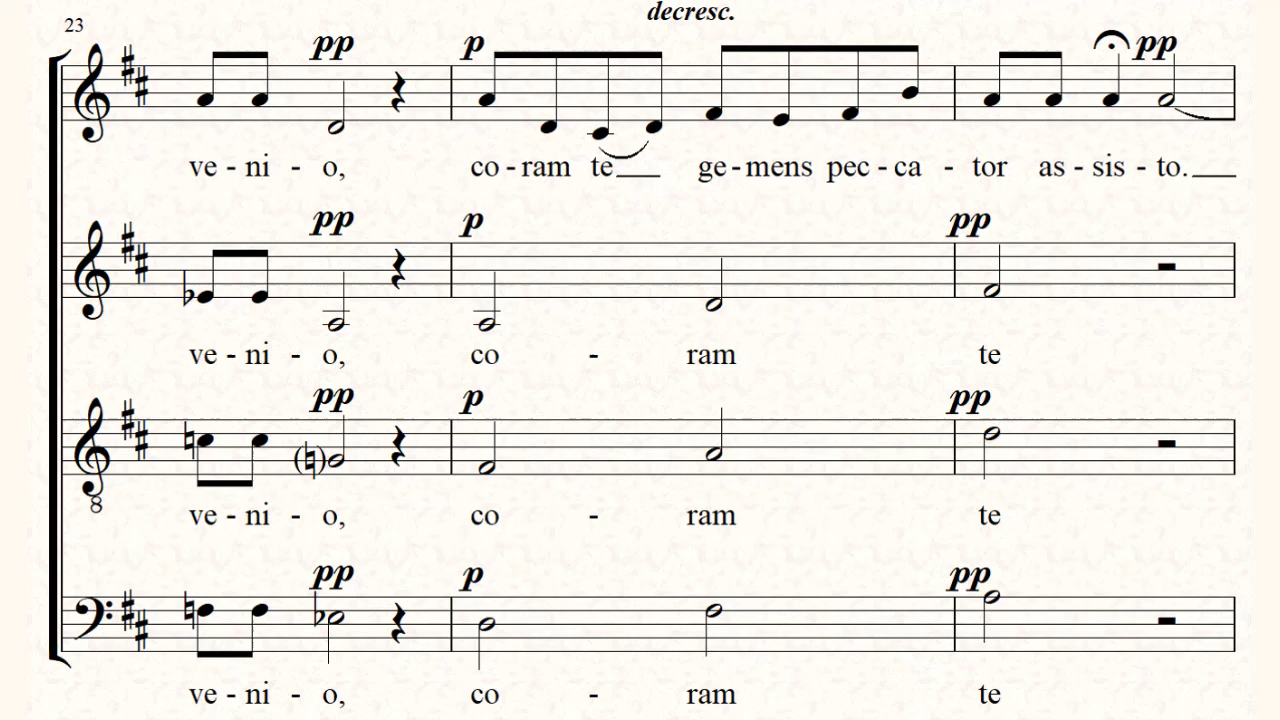 decresc.
23
pp p pp
ve - ni - o, co - ram te ge - mens pec - ca - tor as - sis - to.
pp p pp
ve - ni - o, co - ram te
pp p pp
8
ve - ni - o, co - ram te
pp p pp
ve - ni - o, co - ram te